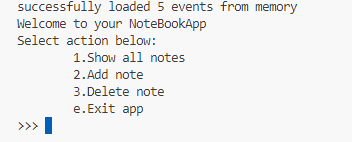 successfully loaded 5 events from memory
Welcome to your NoteBookApp
Select action below:
1.Show all notes
2.Add note
3.Delete note
e.Exit app
>>>